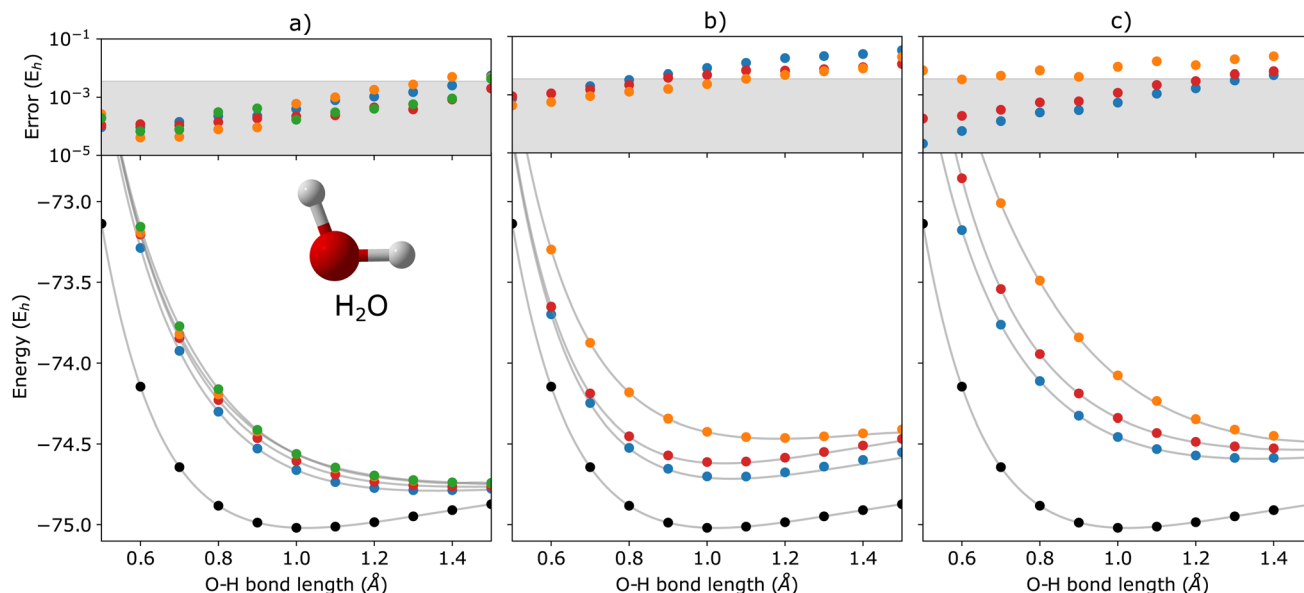 a)
b)
c)
Error (E_h)
10⁻¹
10⁻³
10⁻⁵
Energy (E_h)
−73.0
−73.5
−74.0
−74.5
−75.0
H₂O
0.6 0.8 1.0 1.2 1.4
0.6 0.8 1.0 1.2 1.4
0.6 0.8 1.0 1.2 1.4
O-H bond length (Å)
O-H bond length (Å)
O-H bond length (Å)